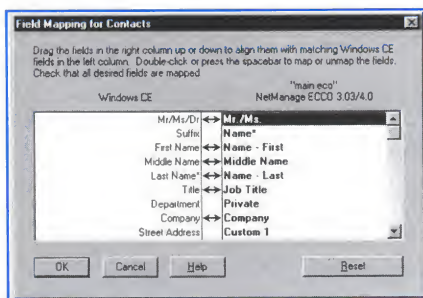 Field Mapping for Contacts
Drag the fields in the right column up or down to align them with matching Windows CE
fields in the left column. Double-click or press the spacebar to map or unmap the fields.
Check that all desired fields are mapped
"main eco"
Windows CE NetManage ECCO 3.03/4.0
Mr/Ms/Dr Mr./Ms.
Suffix Name*
First Name Name - First
Middle Name Middle Name
Last Name* Name - Last
Title Job Title
Department Private
Company Company
Street Address Custom 1
OK Cancel Help Reset